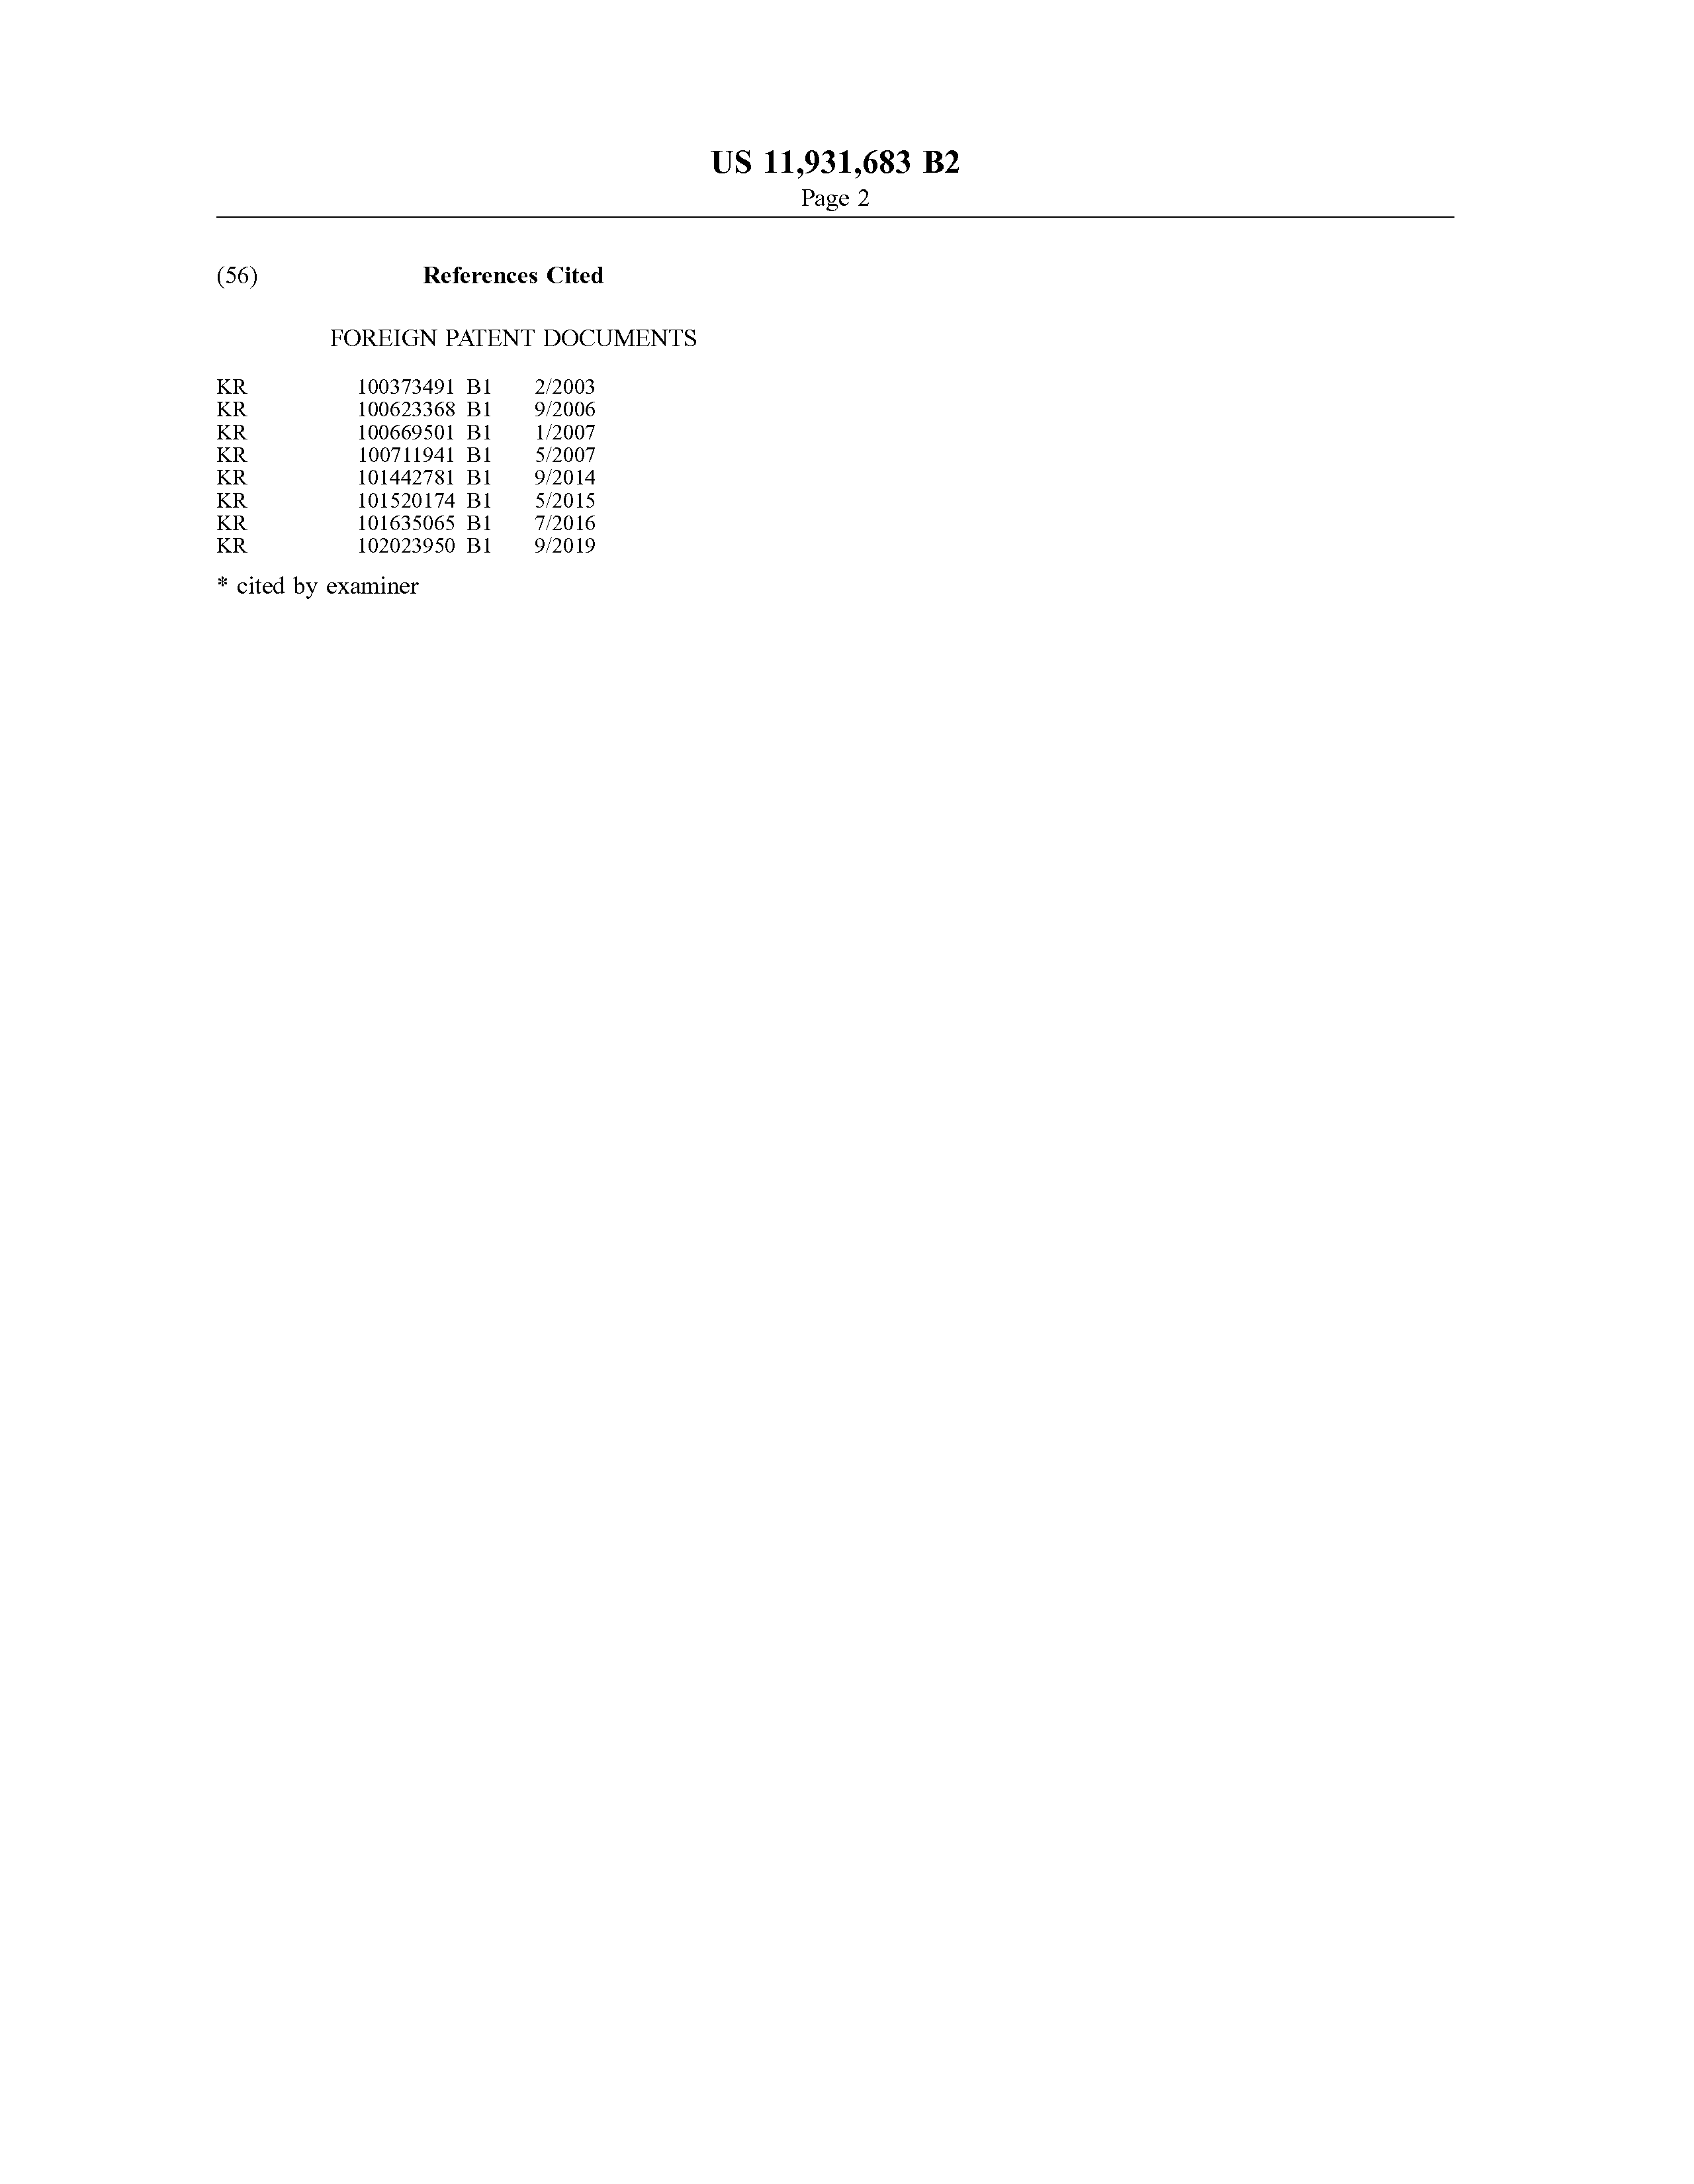 US 11,931,683 B2
Page 2
(56) References Cited
FOREIGN PATENT DOCUMENTS
KR 100373491 B1 2/2003
KR 100623368 B1 9/2006
KR 100669501 B1 1/2007
KR 100711941 B1 5/2007
KR 101442781 B1 9/2014
KR 101520174 B1 5/2015
KR 101635065 B1 7/2016
KR 102023950 B1 9/2019
* cited by examiner